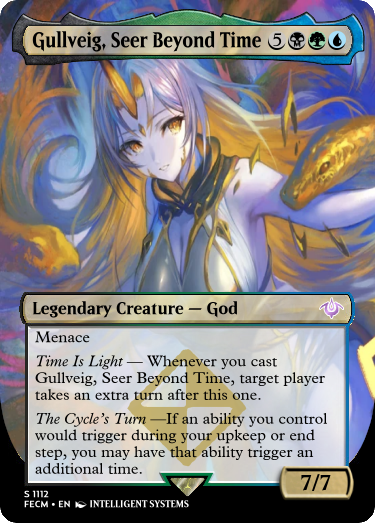 Gullveig, Seer Beyond Time 5
Legendary Creature — God
Menace
Time Is Light — Whenever you cast
Gullveig, Seer Beyond Time, target player
takes an extra turn after this one.
The Cycle's Turn —If an ability you control
would trigger during your upkeep or end
step, you may have that ability trigger an
additional time.
7/7
S 1112
FECM • EN INTELLIGENT SYSTEMS